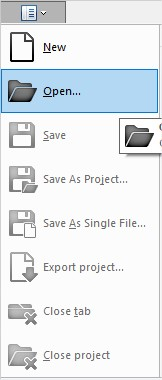 New
Open...
Save
Save As Project...
Save As Single File...
Export project...
Close tab
Close project